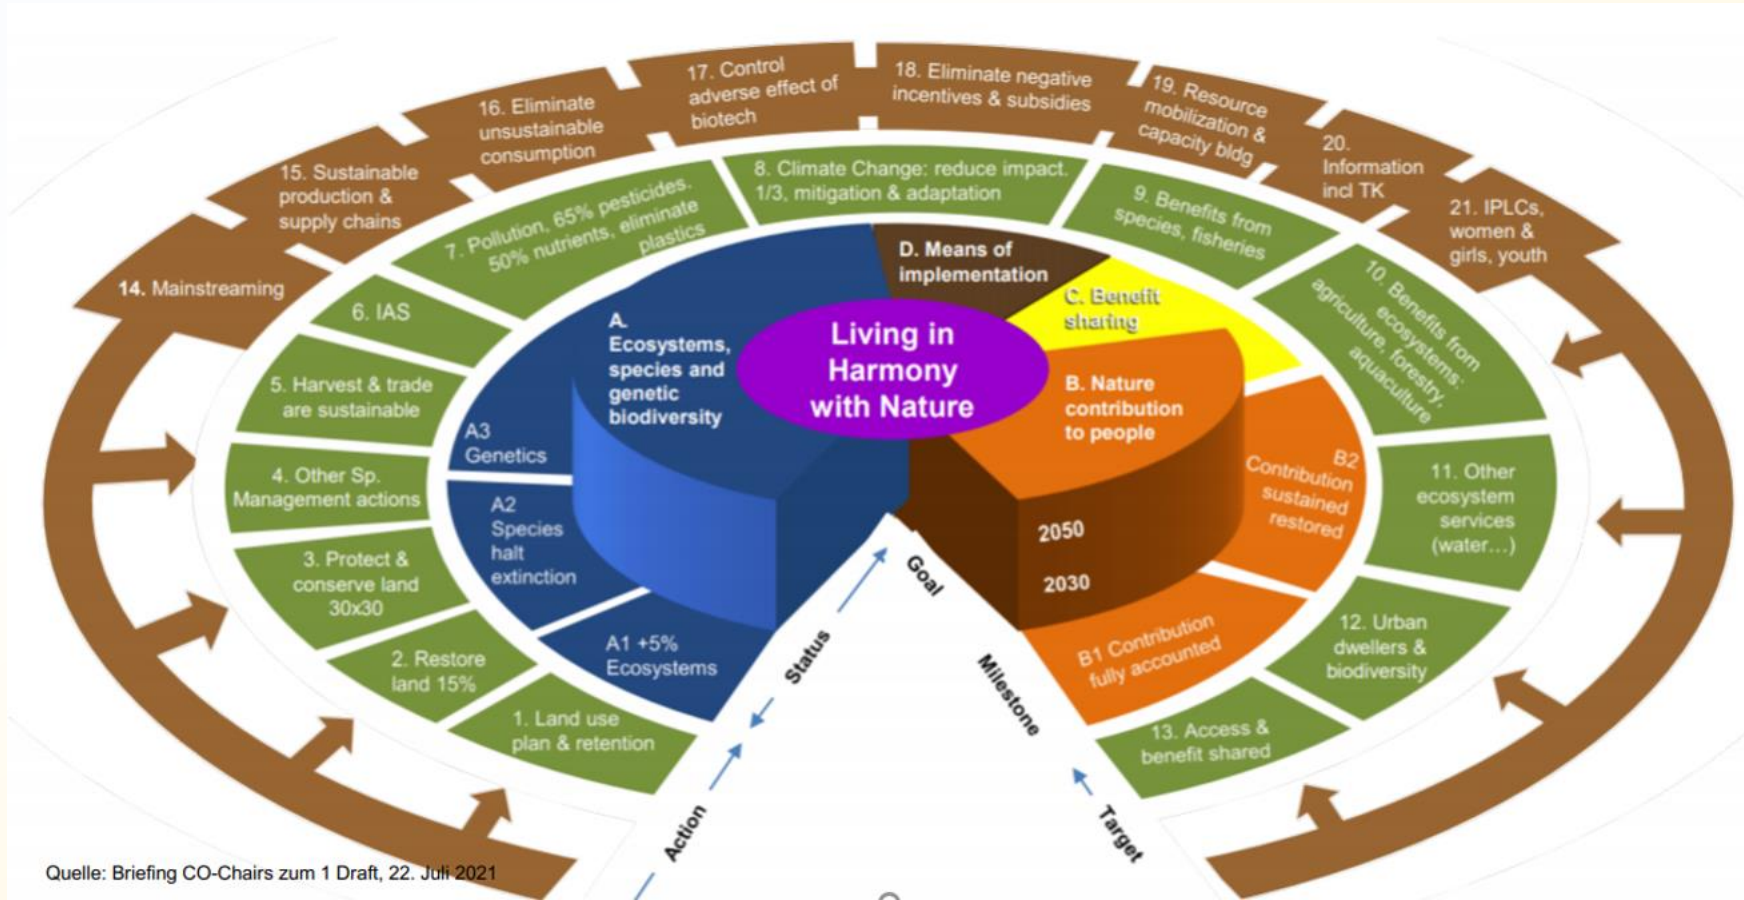 14. Mainstreaming
15. Sustainable
production &
supply chains
16. Eliminate
unsustainable
consumption
17. Control
adverse effect of
biotech
18. Eliminate negative
incentives & subsidies
19. Resource
mobilization &
capacity bldg
20.
Information
incl TK
21. IPLCs,
women &
girls, youth
1. Land use
plan & retention
2. Restore
land 15%
3. Protect &
conserve land
30x30
4. Other Sp.
Management actions
5. Harvest & trade
are sustainable
6. IAS
7. Pollution, 65% pesticides.
50% nutrients, eliminate
plastics
8. Climate Change: reduce impact.
1/3, mitigation & adaptation
9. Benefits from
species, fisheries
10. Benefits from
ecosystems:
agriculture, forestry,
aquaculture
11. Other
ecosystem
services
(water...)
12. Urban
dwellers &
biodiversity
13. Access &
benefit shared
A.
Ecosystems,
species and
genetic
biodiversity
A3
Genetics
A2
Species
halt
extinction
A1 +5%
Ecosystems
D. Means of
implementation
C. Benefit
sharing
B. Nature
contribution
to people
B2
Contribution
sustained
restored
B1 Contribution
fully accounted
Living in
Harmony
with Nature
2050
2030
Goal
Milestone
Target
Status
Action
Quelle: Briefing CO-Chairs zum 1 Draft, 22. Juli 2021